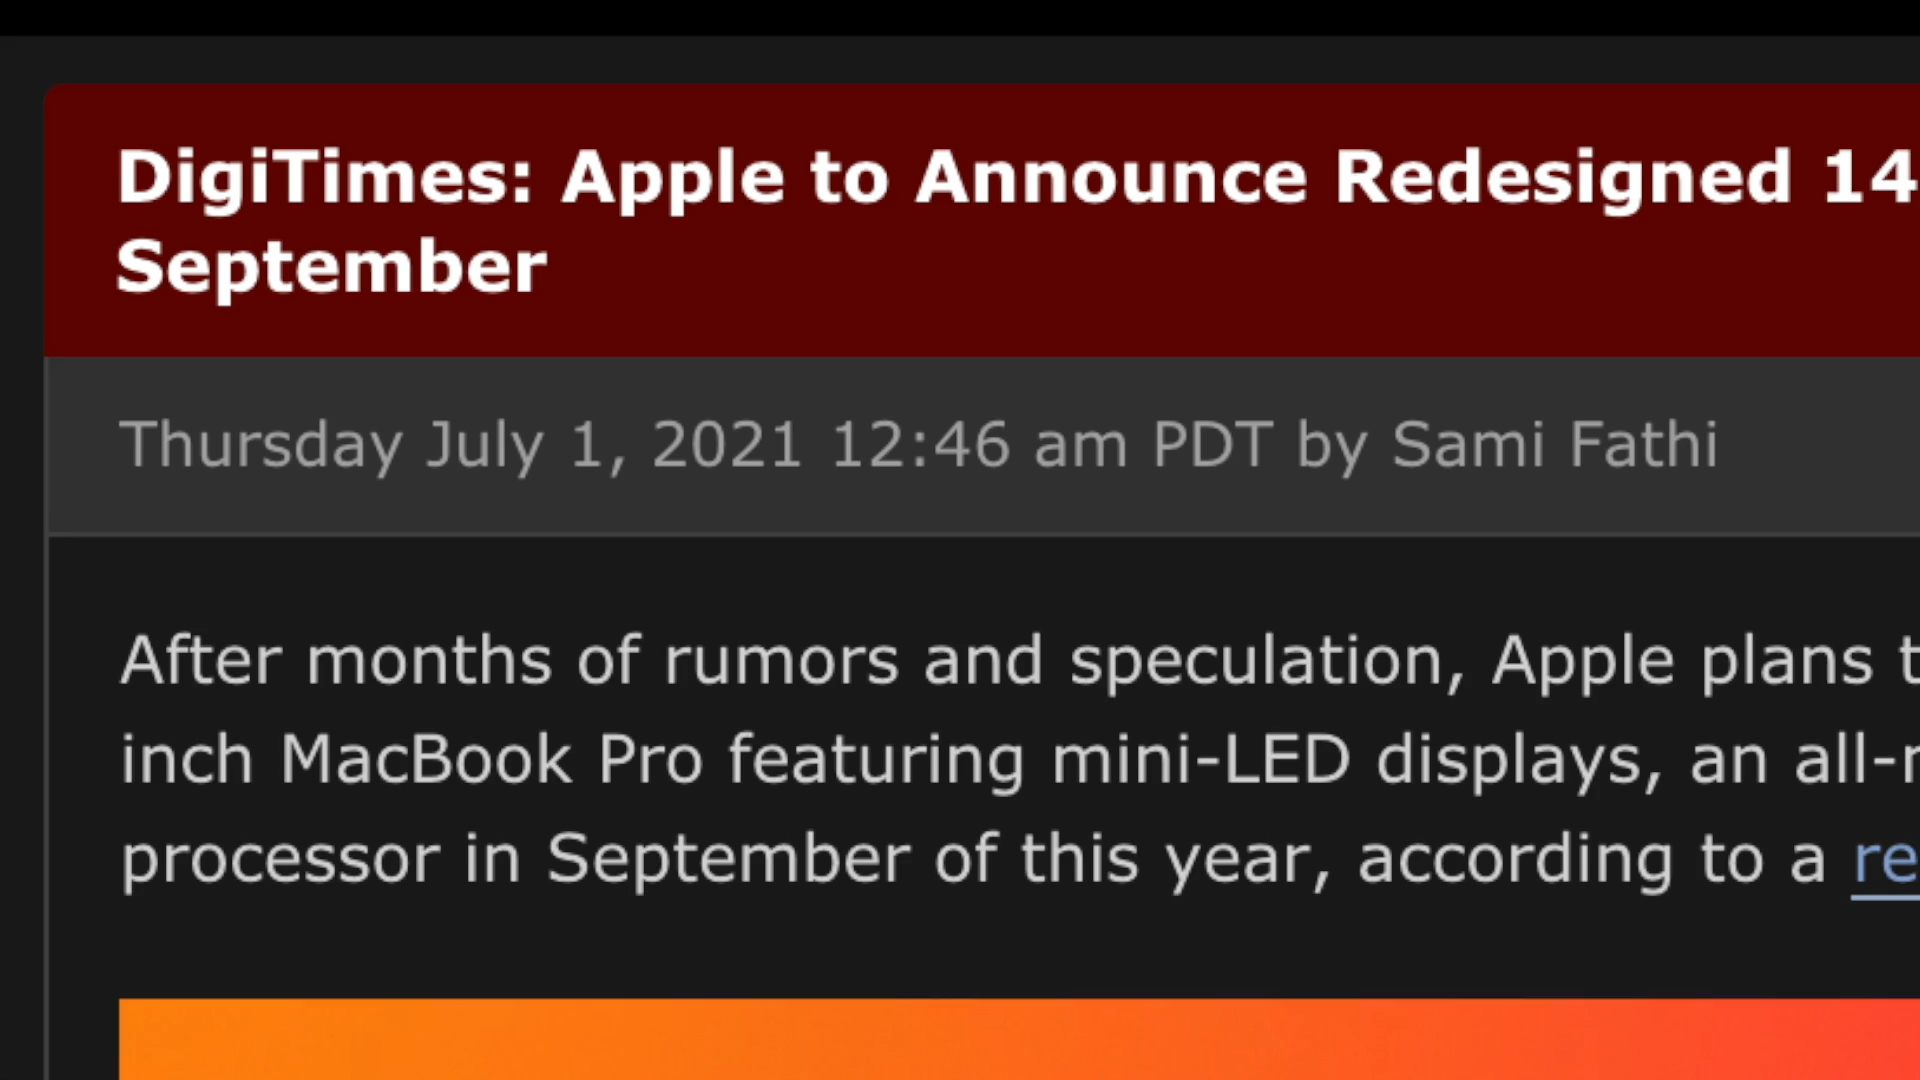 DigiTimes: Apple to Announce Redesigned 14
September
Thursday July 1, 2021 12:46 am PDT by Sami Fathi
After months of rumors and speculation, Apple plans t
inch MacBook Pro featuring mini-LED displays, an all-
processor in September of this year, according to a re